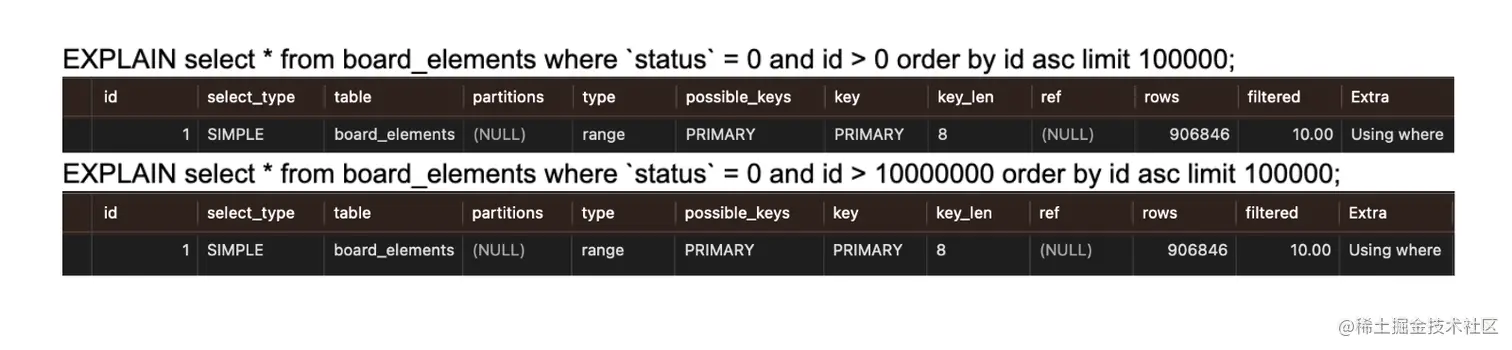 EXPLAIN select * from board_elements where `status` = 0 and id > 0 order by id asc limit 100000;
id select_type table partitions type possible_keys key key_len ref rows filtered Extra
1 SIMPLE board_elements (NULL) range PRIMARY PRIMARY 8 (NULL) 906846 10.00 Using where
EXPLAIN select * from board_elements where `status` = 0 and id > 10000000 order by id asc limit 100000;
id select_type table partitions type possible_keys key key_len ref rows filtered Extra
1 SIMPLE board_elements (NULL) range PRIMARY PRIMARY 8 (NULL) 906846 10.00 Using where
@稀土掘金技术社区